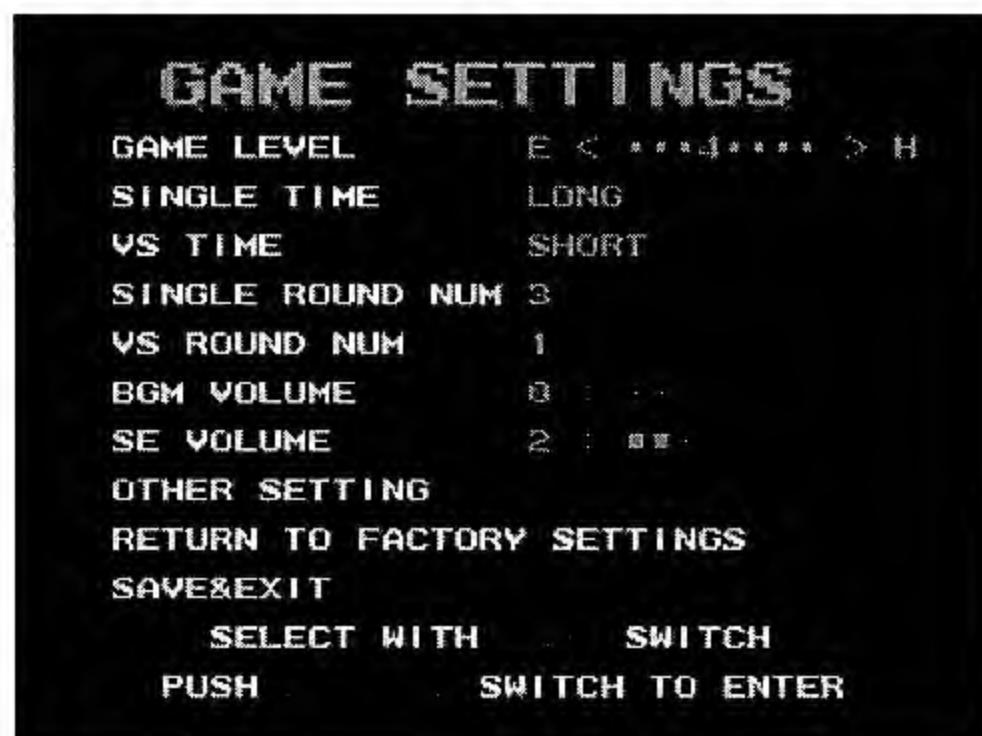 GAME SETTINGS
GAME LEVEL E < ***4**** > H
SINGLE TIME LONG
VS TIME SHORT
SINGLE ROUND NUM 3
VS ROUND NUM 1
BGM VOLUME 0 :
SE VOLUME 2 : ■■
OTHER SETTING
RETURN TO FACTORY SETTINGS
SAVE&EXIT
SELECT WITH SWITCH
PUSH SWITCH TO ENTER